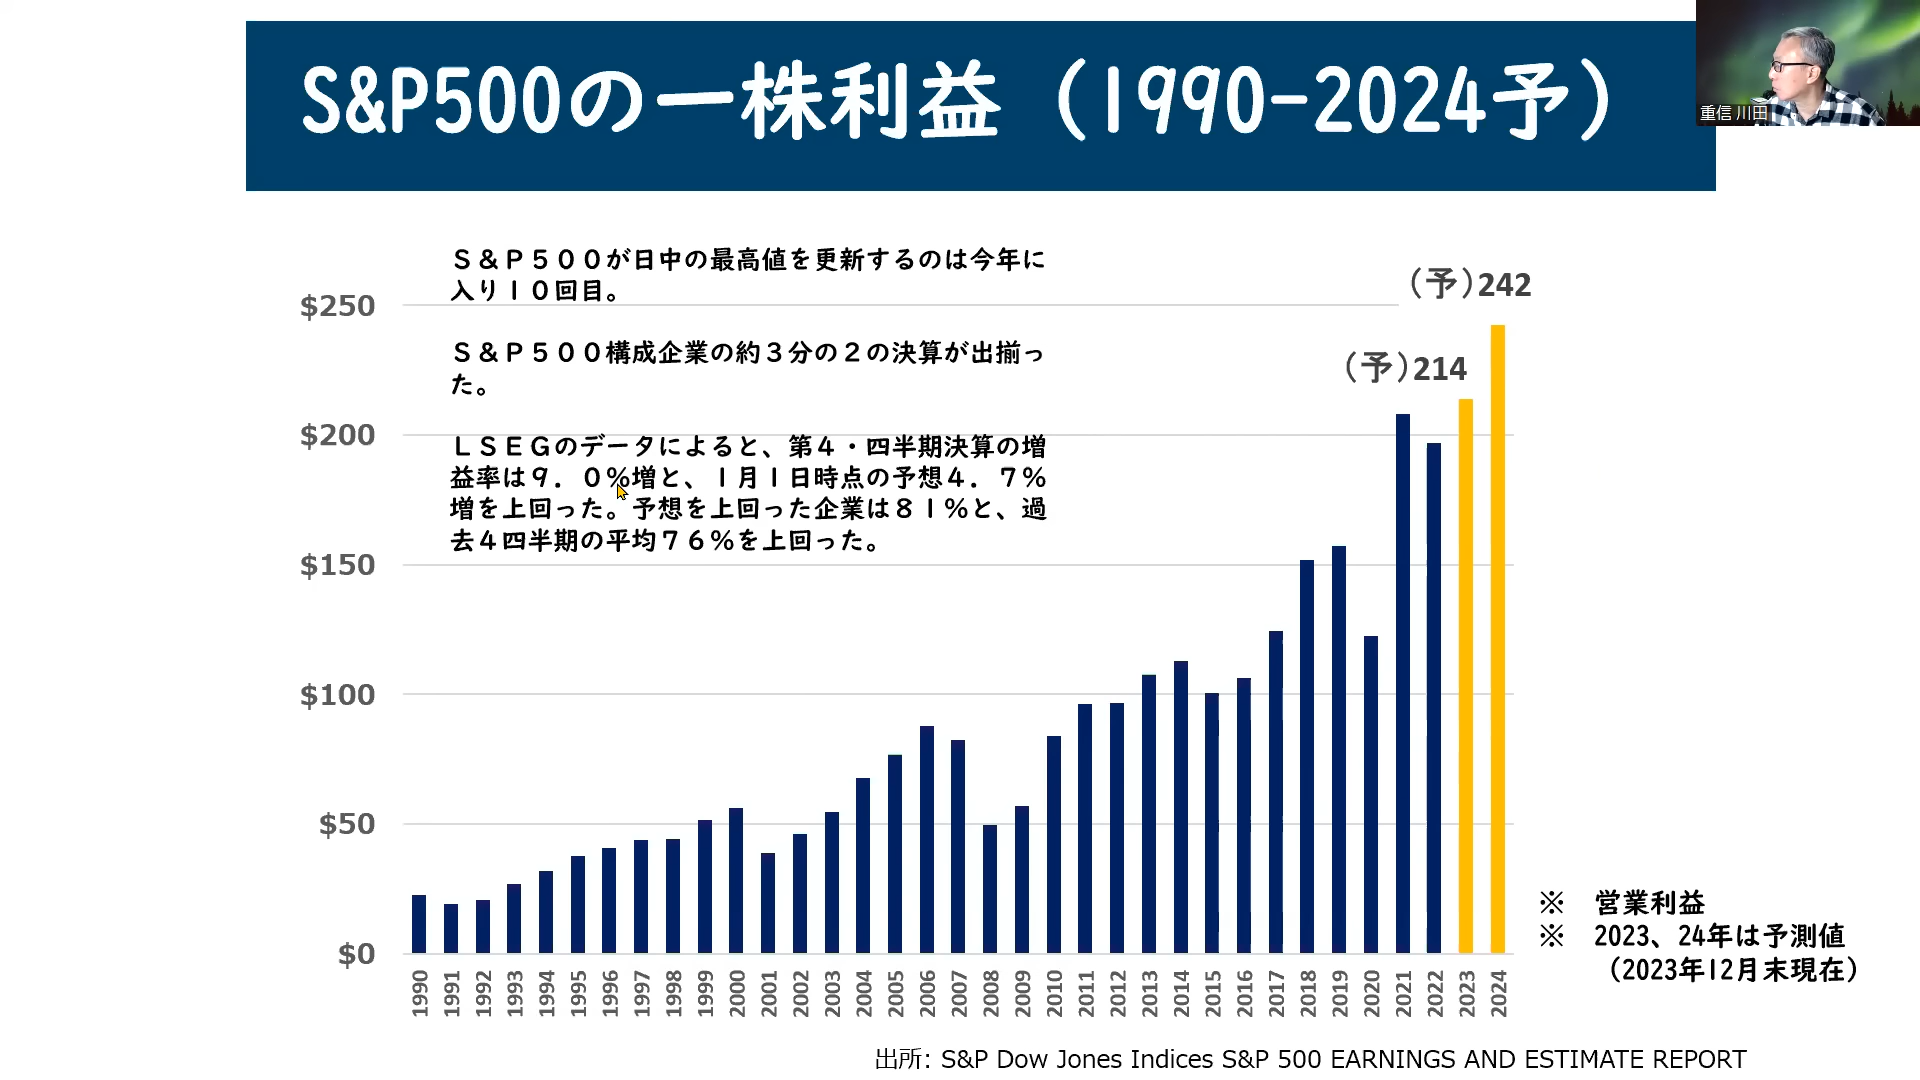 S&P500の一株利益（1990-2024予）
重信 川田
Ｓ＆Ｐ５００が日中の最高値を更新するのは今年に
入り１０回目。
Ｓ＆Ｐ５００構成企業の約３分の２の決算が出揃っ
た。
ＬＳＥＧのデータによると、第４・四半期決算の増
益率は９．０％増と、１月１日時点の予想４．７％
増を上回った。予想を上回った企業は８１％と、過
去４四半期の平均７６％を上回った。
（予）242
（予）214
$250
$200
$150
$100
$50
$0
1990 1991 1992 1993 1994 1995 1996 1997 1998 1999 2000 2001 2002 2003 2004 2005 2006 2007 2008 2009 2010 2011 2012 2013 2014 2015 2016 2017 2018 2019 2020 2021 2022 2023 2024
※ 営業利益
※ 2023、24年は予測値
（2023年12月末現在）
出所: S&P Dow Jones Indices S&P 500 EARNINGS AND ESTIMATE REPORT